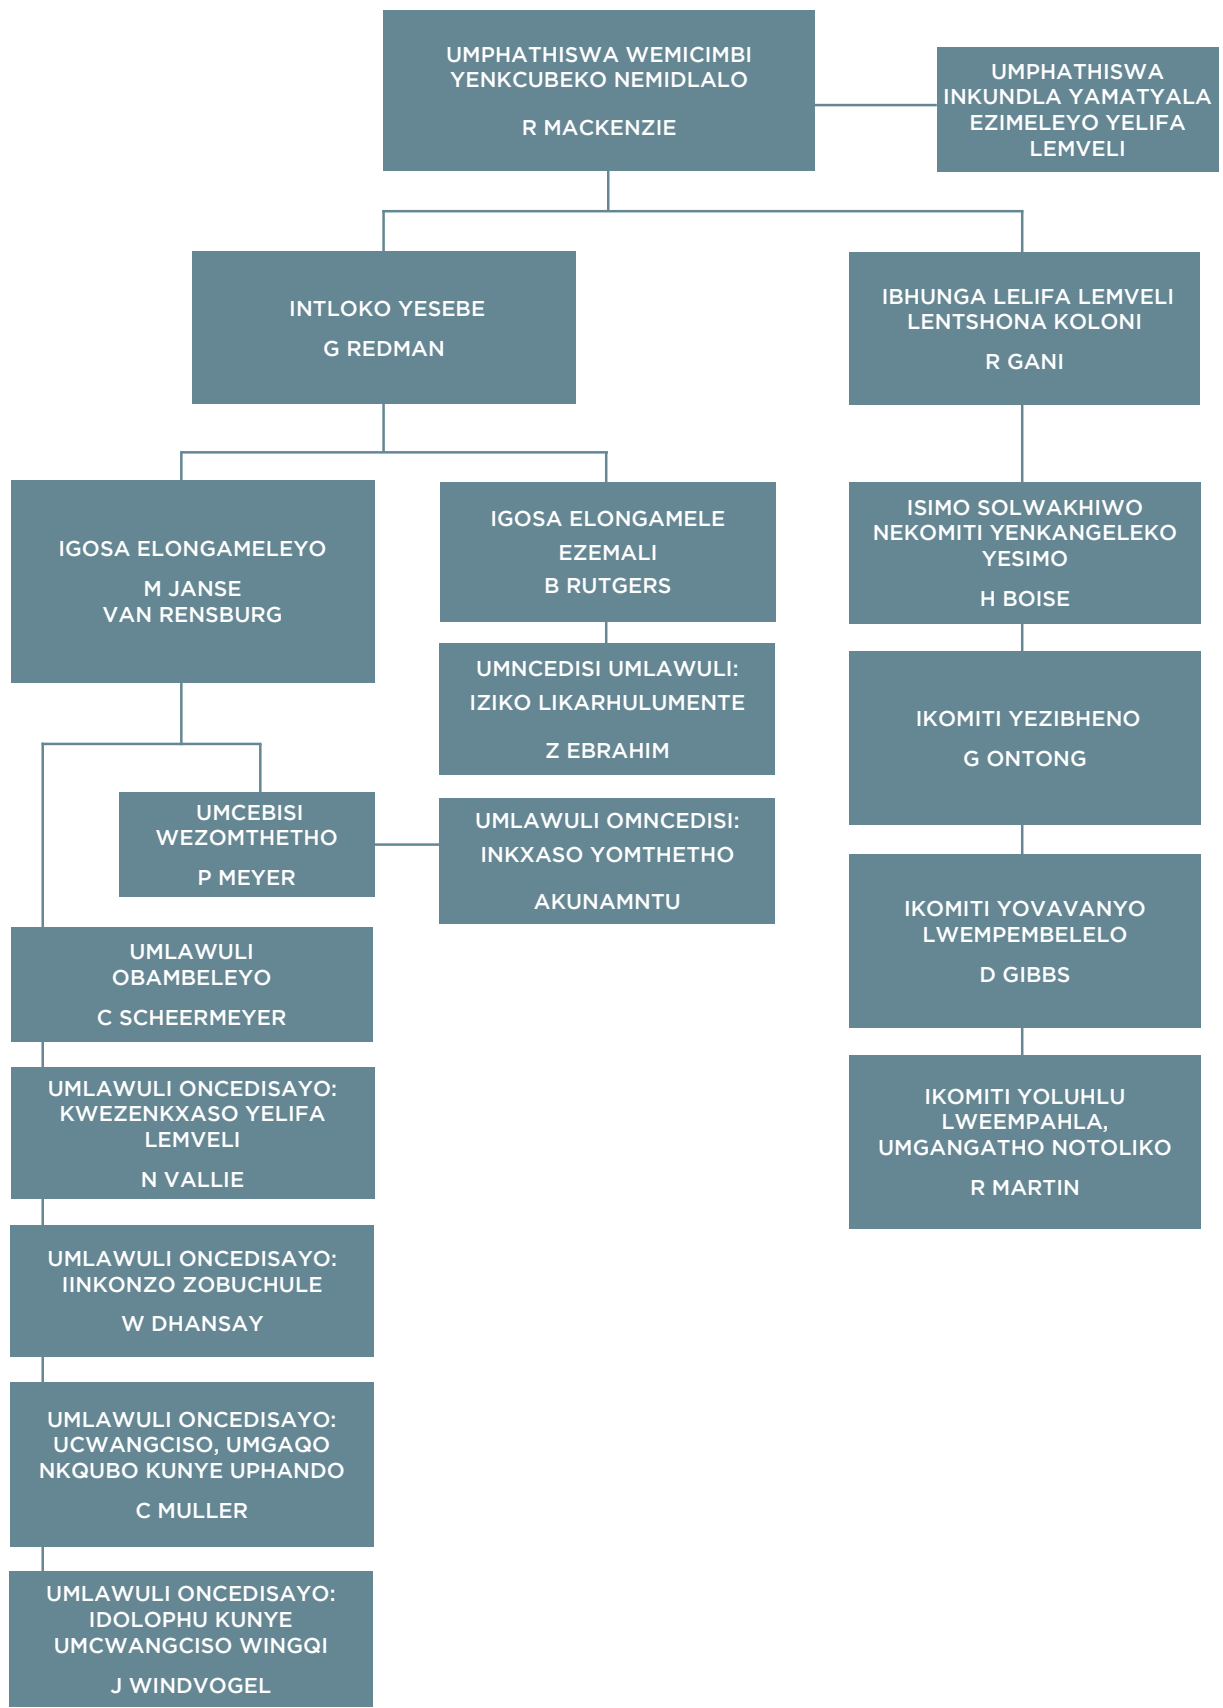 UMPHATHISWA WEMICIMBI
YENKCUBEKO NEMIDLALO
R MACKENZIE
UMPHATHISWA
INKUNDLA YAMATYALA
EZIMELEYO YELIFA
LEMVELI
INTLOKO YESEBE
G REDMAN
IBHUNGA LELIFA LEMVELI
LENTSHONA KOLONI
R GANI
IGOSA ELONGAMELEYO
M JANSE
VAN RENSBURG
IGOSA ELONGAMELE
EZEMALI
B RUTGERS
UMNCEDISI UMLAWULI:
IZIKO LIKARHULUMENTE
Z EBRAHIM
UMCEBISI
WEZOMTHETHO
P MEYER
UMLAWULI OMNCEDISI:
INKXASO YOMTHETHO
AKUNAMNTU
UMLAWULI
OBAMBELEYO
C SCHEERMEYER
UMLAWULI ONCEDISAYO:
KWEZENKXASO YELIFA
LEMVELI
N VALLIE
UMLAWULI ONCEDISAYO:
IINKONZO ZOBUCHULE
W DHANSAY
UMLAWULI ONCEDISAYO:
UCWANGCISO, UMGAQO
NKQUBO KUNYE UPHANDO
C MULLER
UMLAWULI ONCEDISAYO:
IDOLOPHU KUNYE
UMCWANGCISO WINGQI
J WINDVOGEL
ISIMO SOLWAKHIWO
NEKOMITI YENKANGELEKO
YESIMO
H BOISE
IKOMITI YEZIBHENO
G ONTONG
IKOMITI YOVAVANYO
LWEMPEMBELELO
D GIBBS
IKOMITI YOLUHLU
LWEEMPAHLA,
UMGANGATHO NOTOLIKO
R MARTIN